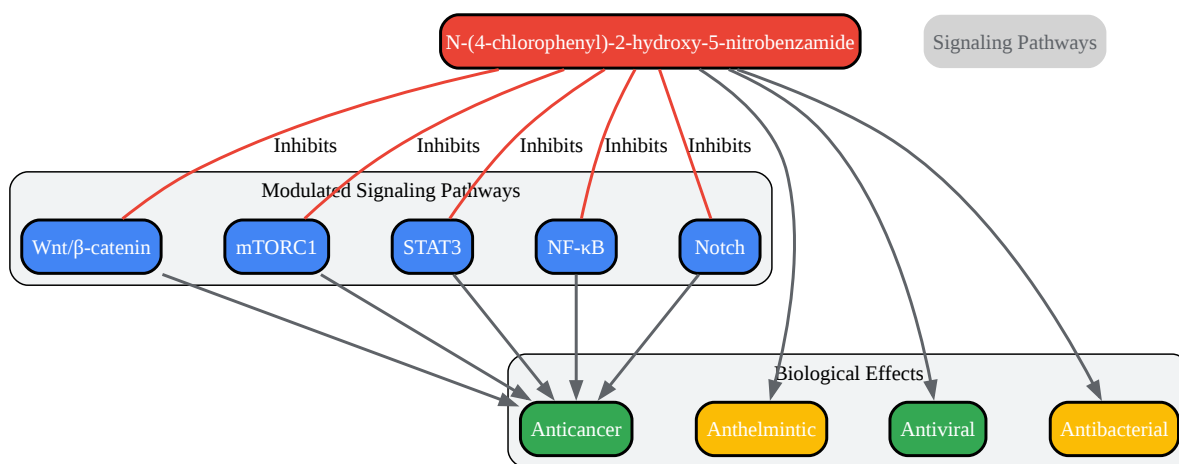 N-(4-chlorophenyl)-2-hydroxy-5-nitrobenzamide
Signaling Pathways
Inhibits
Inhibits
Inhibits
Inhibits
Inhibits
Modulated Signaling Pathways
Wnt/β-catenin
mTORC1
STAT3
NF-κB
Notch
Biological Effects
Anticancer
Anthelmintic
Antiviral
Antibacterial